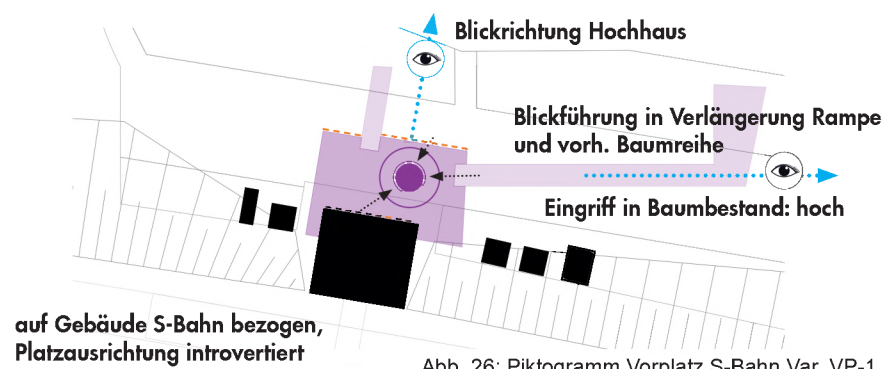 Blickrichtung Hochhaus
Blickführung in Verlängerung Rampe
und vorh. Baumreihe
Eingriff in Baumbestand: hoch
auf Gebäude S-Bahn bezogen,
Platzausrichtung introvertiert
Abb. 26: Piktogramm Vorplatz S-Bahn Var. VP-1